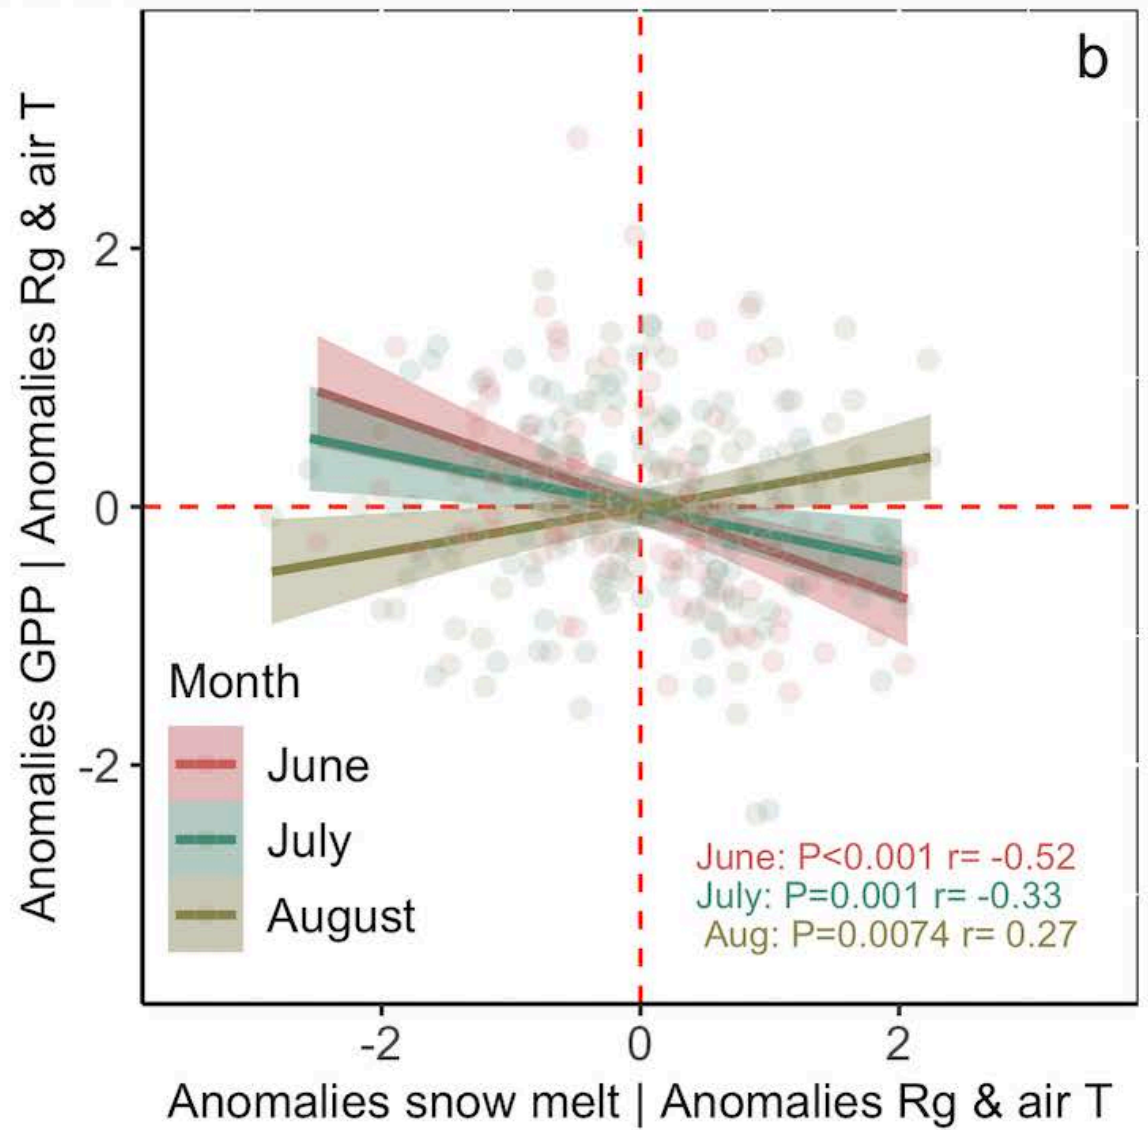 b
Anomalies GPP | Anomalies Rg & air T
2
0
-2
Month
June
July
August
June: P<0.001 r= -0.52
July: P=0.001 r= -0.33
Aug: P=0.0074 r= 0.27
-2 0 2
Anomalies snow melt | Anomalies Rg & air T